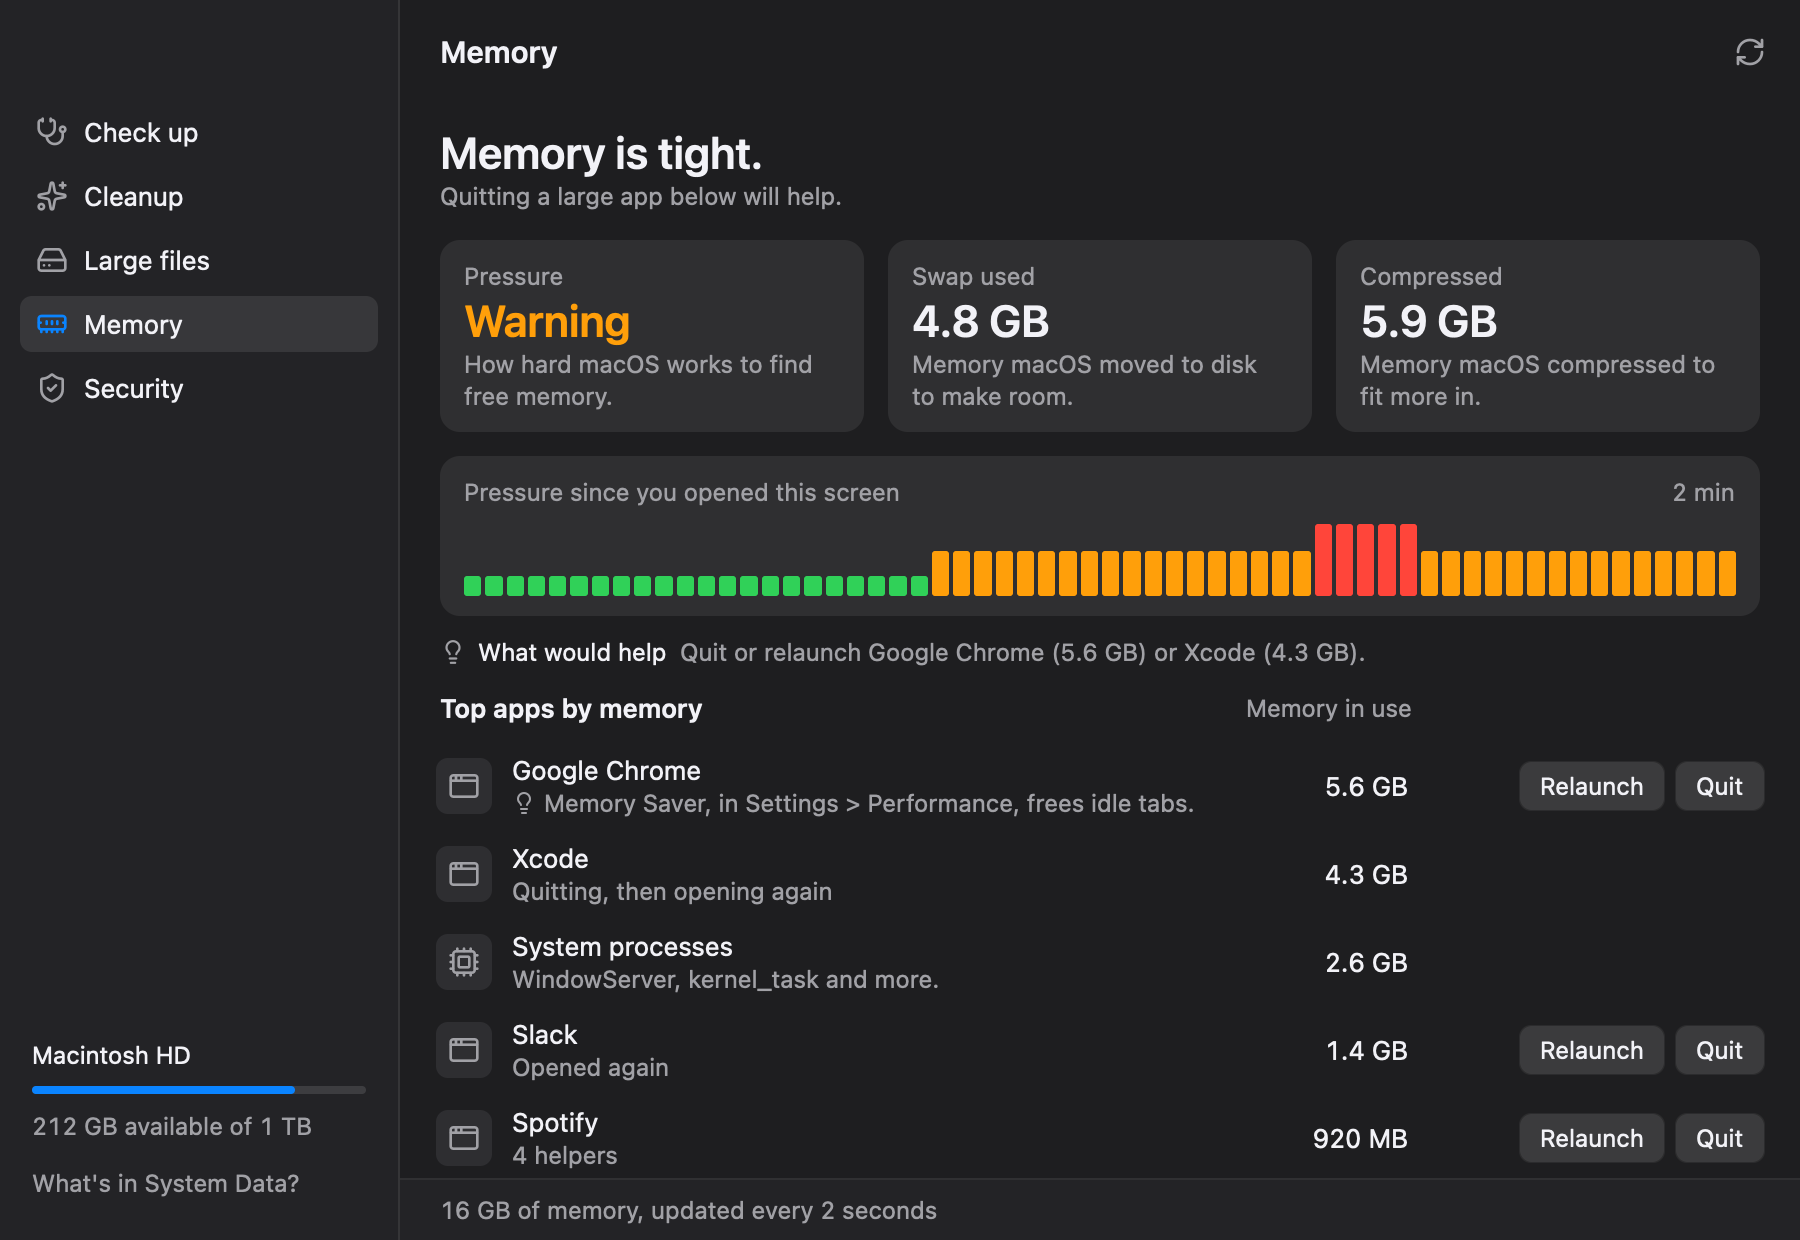 Memory
Check up
Cleanup
Large files
Memory
Security
Macintosh HD
212 GB available of 1 TB
What's in System Data?
Memory is tight.
Quitting a large app below will help.
Pressure
Warning
How hard macOS works to find
free memory.
Swap used
4.8 GB
Memory macOS moved to disk
to make room.
Compressed
5.9 GB
Memory macOS compressed to
fit more in.
Pressure since you opened this screen
2 min
What would help Quit or relaunch Google Chrome (5.6 GB) or Xcode (4.3 GB).
Top apps by memory
Memory in use
Google Chrome
Memory Saver, in Settings > Performance, frees idle tabs.
5.6 GB
Relaunch
Quit
Xcode
Quitting, then opening again
4.3 GB
System processes
WindowServer, kernel_task and more.
2.6 GB
Slack
Opened again
1.4 GB
Relaunch
Quit
Spotify
4 helpers
920 MB
Relaunch
Quit
16 GB of memory, updated every 2 seconds